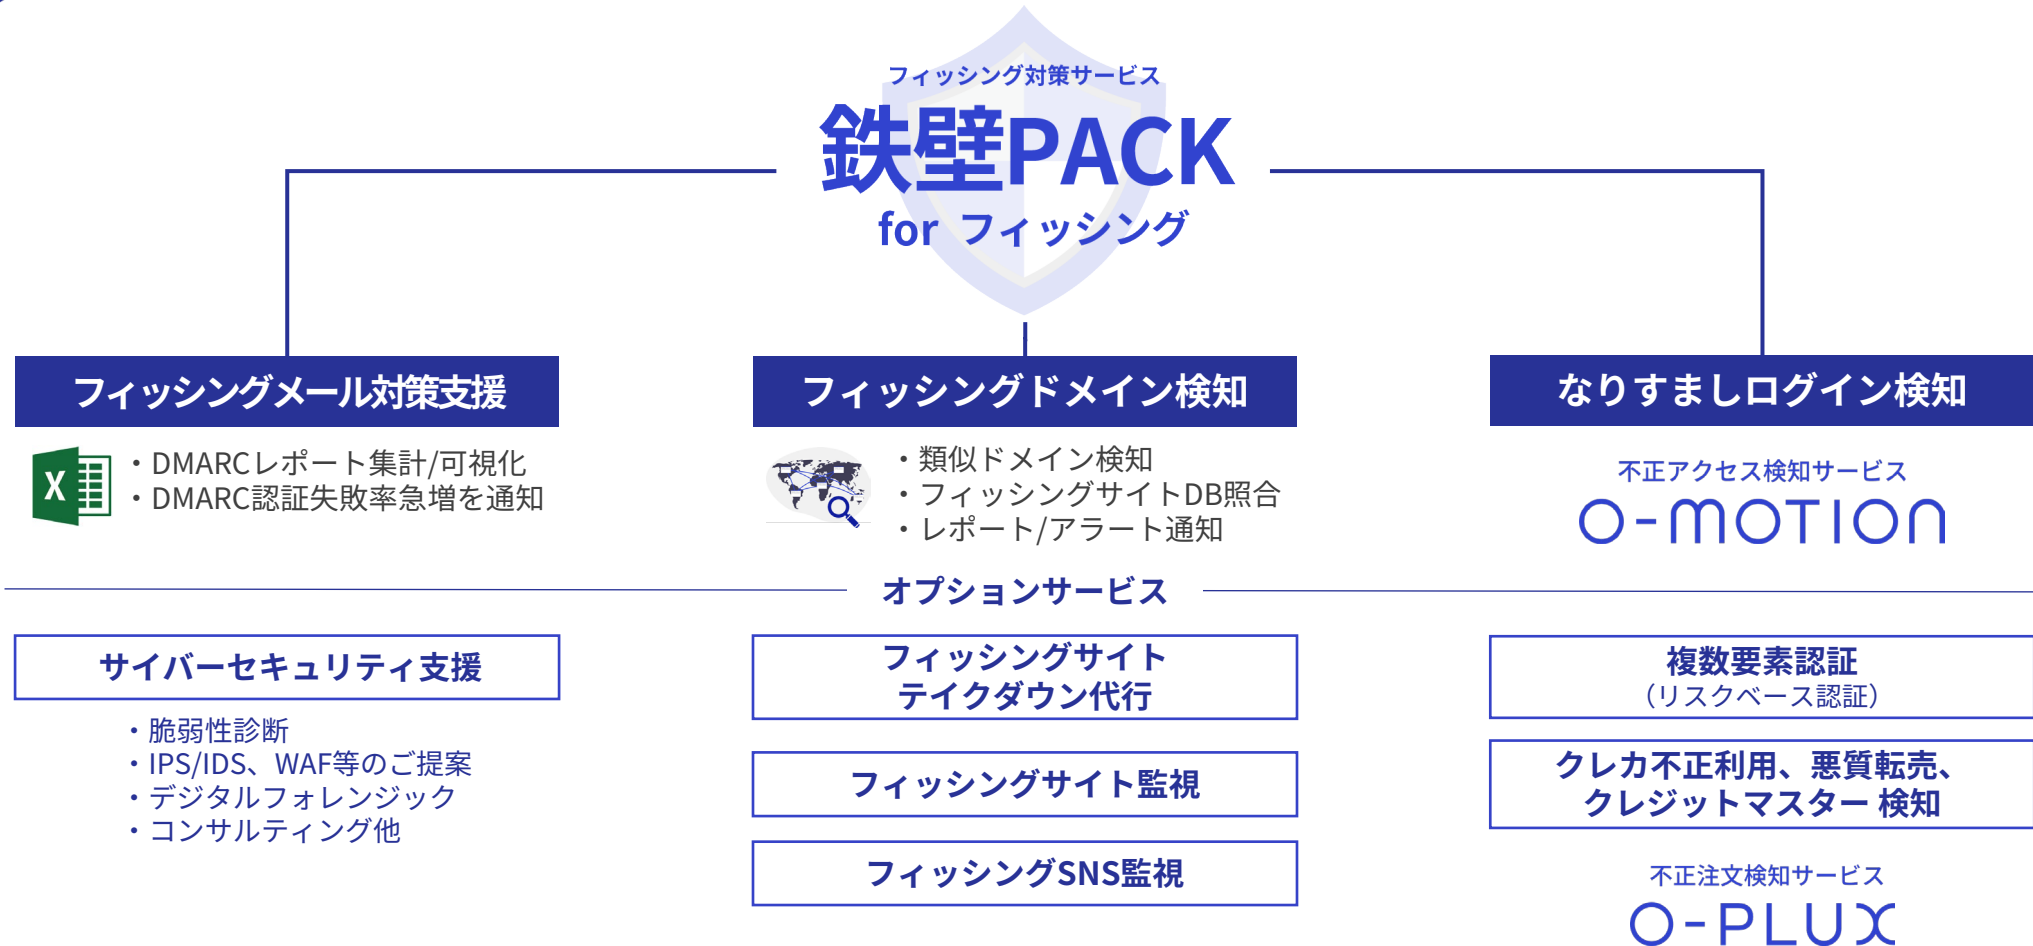 フィッシング対策サービス
鉄壁PACK
for フィッシング
フィッシングメール対策支援
・DMARCレポート集計/可視化
・DMARC認証失敗率急増を通知
フィッシングドメイン検知
・類似ドメイン検知
・フィッシングサイトDB照合
・レポート/アラート通知
なりすましログイン検知
不正アクセス検知サービス
O-MOTION
オプションサービス
サイバーセキュリティ支援
・脆弱性診断
・IPS/IDS、WAF等のご提案
・デジタルフォレンジック
・コンサルティング他
フィッシングサイト
テイクダウン代行
フィッシングサイト監視
フィッシングSNS監視
複数要素認証
（リスクベース認証）
クレカ不正利用、悪質転売、
クレジットマスター 検知
不正注文検知サービス
O-PLUX
X